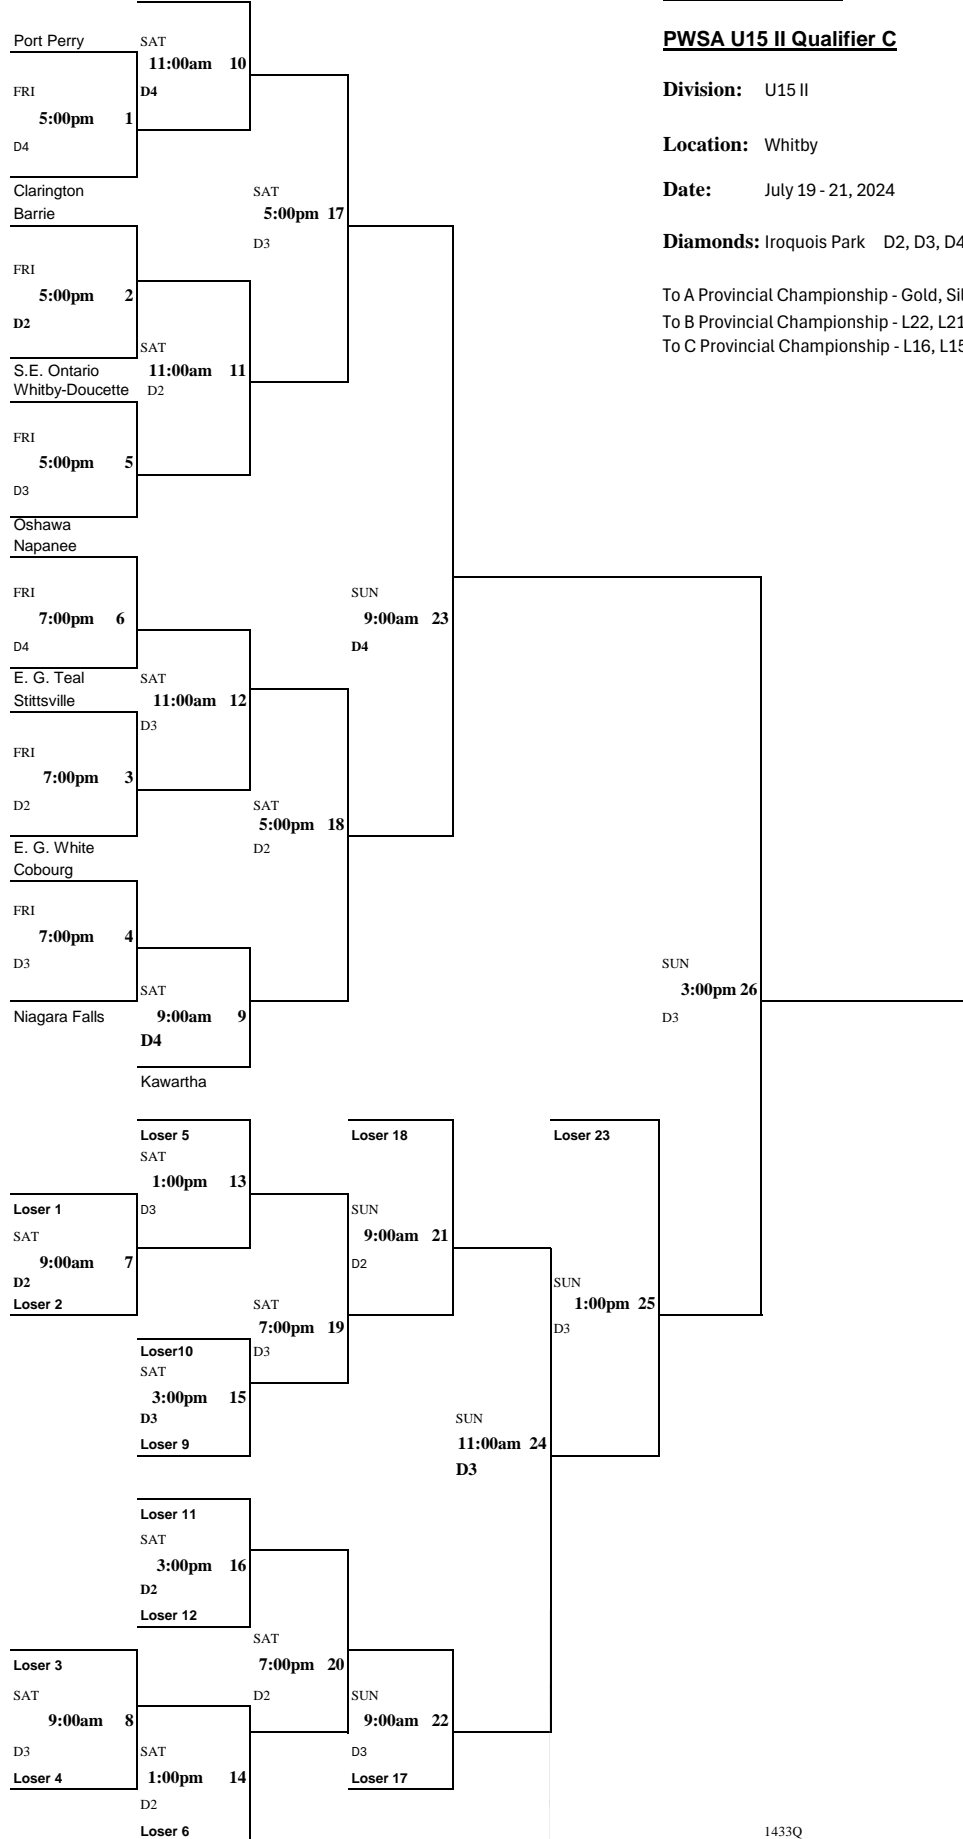 PWSA U15 II Qualifier C
Division: U15 II
Location: Whitby
Date: July 19 - 21, 2024
Diamonds: Iroquois Park D2, D3, D4
To A Provincial Championship - Gold,
To B Provincial Championship - L22, L21
To C Provincial Championship - L16, L15
Port Perry
SAT
11:00am 10
D4
FRI
5:00pm 1
D4
Clarington
Barrie
SAT
5:00pm 17
D3
FRI
5:00pm 2
D2
SAT
11:00am 11
D2
S.E. Ontario
Whitby-Doucette
FRI
5:00pm 5
D3
Oshawa
Napanee
FRI
7:00pm 6
D4
SUN
9:00am 23
D4
E. G. Teal
Stittsville
SAT
11:00am 12
D3
FRI
7:00pm 3
D2
SAT
5:00pm 18
D2
E. G. White
Cobourg
FRI
7:00pm 4
D3
SUN
3:00pm 26
D3
SAT
9:00am 9
D4
Niagara Falls
Kawartha
Loser 5
SAT
1:00pm 13
D3
Loser 18
Loser 23
Loser 1
SAT
9:00am 7
D2
Loser 2
SUN
9:00am 21
D2
SUN
1:00pm 25
D3
SAT
7:00pm 19
D3
Loser10
SAT
3:00pm 15
D3
Loser 9
SUN
11:00am 24
D3
Loser 11
SAT
3:00pm 16
D2
Loser 12
SAT
7:00pm 20
D2
Loser 3
SAT
9:00am 8
D3
Loser 4
SUN
9:00am 22
D3
Loser 17
SAT
1:00pm 14
D2
Loser 6
1433Q